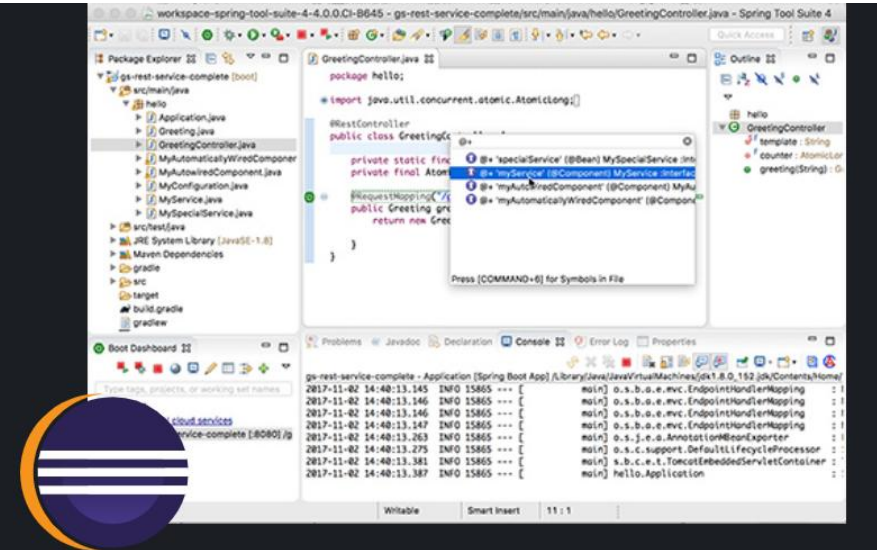 workspace-spring-tool-suite-4-4.0.0.CI-B645 - gs-rest-service-complete/src/main/java/hello/GreetingController.java - Spring Tool Suite 4
Quick Access
Package Explorer
gs-rest-service-complete [boot]
src/main/java
hello
Application.java
Greeting.java
GreetingController.java
MyAutomaticallyWiredComponer
MyAutowiredComponent.java
MyConfiguration.java
MyService.java
MySpecialService.java
src/test/java
JRE System Library [JavaSE-1.8]
Maven Dependencies
gradle
src
target
build.gradle
gradlew
GreetingController.java
package hello;
import java.util.concurrent.atomic.AtomicLong;
@RestController
public class GreetingCo
private static fina
private final Atom
@RequestMapping("/g
public Greeting gre
return new Gree
}
}
@+
@+ 'specialService' (@Bean) MySpecialService :Inte
@+ 'myService' (@Component) MyService :Interfac
@+ 'myAutoWiredComponent' (@Component) MyAu
@+ 'myAutomaticallyWiredComponent' (@Compone
Press [COMMAND+6] for Symbols in File
Outline
hello
GreetingController
template : String
counter : AtomicLon
greeting(String) : G
Boot Dashboard
Type tags, projects, or working set names
cloud services
rvice-complete [:8080] /g
Problems
Javadoc
Declaration
Console
Error Log
Properties
gs-rest-service-complete - Application [Spring Boot App] /Library/Java/JavaVirtualMachines/jdk1.8.0_152.jdk/Contents/Home/
2017-11-02 14:40:13.145 INFO 15865 --- [ main] o.s.b.a.e.mvc.EndpointHandlerMapping :
2017-11-02 14:40:13.146 INFO 15865 --- [ main] o.s.b.a.e.mvc.EndpointHandlerMapping :
2017-11-02 14:40:13.146 INFO 15865 --- [ main] o.s.b.a.e.mvc.EndpointHandlerMapping :
2017-11-02 14:40:13.147 INFO 15865 --- [ main] o.s.b.a.e.mvc.EndpointHandlerMapping :
2017-11-02 14:40:13.263 INFO 15865 --- [ main] o.s.j.e.a.AnnotationMBeanExporter :
2017-11-02 14:40:13.275 INFO 15865 --- [ main] o.s.c.support.DefaultLifecycleProcessor :
2017-11-02 14:40:13.381 INFO 15865 --- [ main] s.b.c.e.t.TomcatEmbeddedServletContainer :
2017-11-02 14:40:13.387 INFO 15865 --- [ main] hello.Application :
Writable
Smart Insert
11 : 1